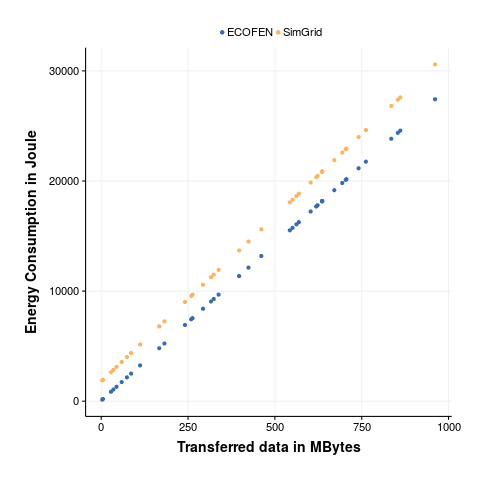 ECOFEN SimGrid
30000
20000
10000
0
0 250 500 750 1000
Energy Consumption in Joule
Transferred data in MBytes